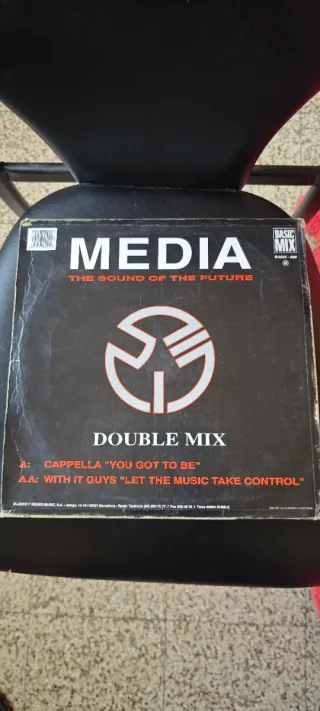 MEDIA
BASIC
MIX
THE SOUND OF THE FUTURE
DOUBLE MIX
A: CAPPELLA "YOU GOT TO BE"
A.A: WITH IT GUYS "LET THE MUSIC TAKE CONTROL"